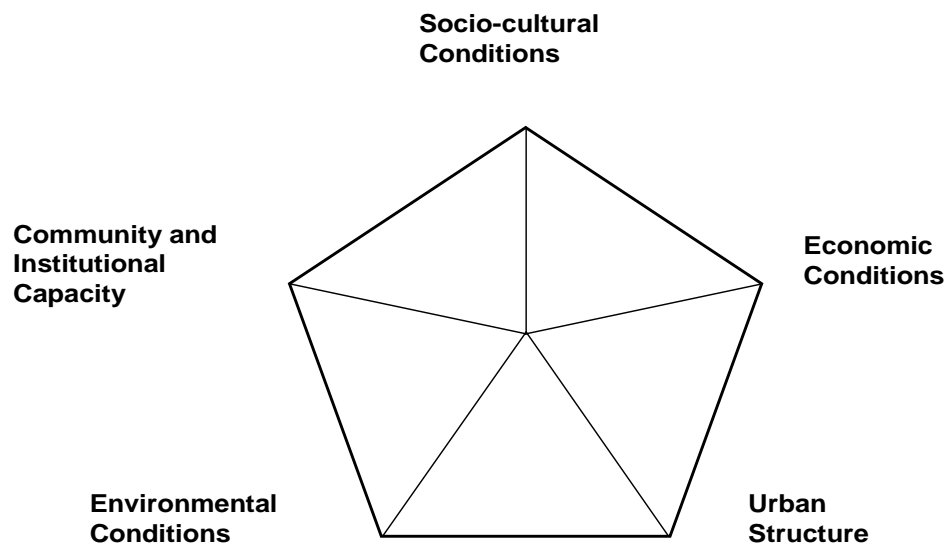 Socio-cultural
Conditions
Community and
Institutional
Capacity
Economic
Conditions
Environmental
Conditions
Urban
Structure